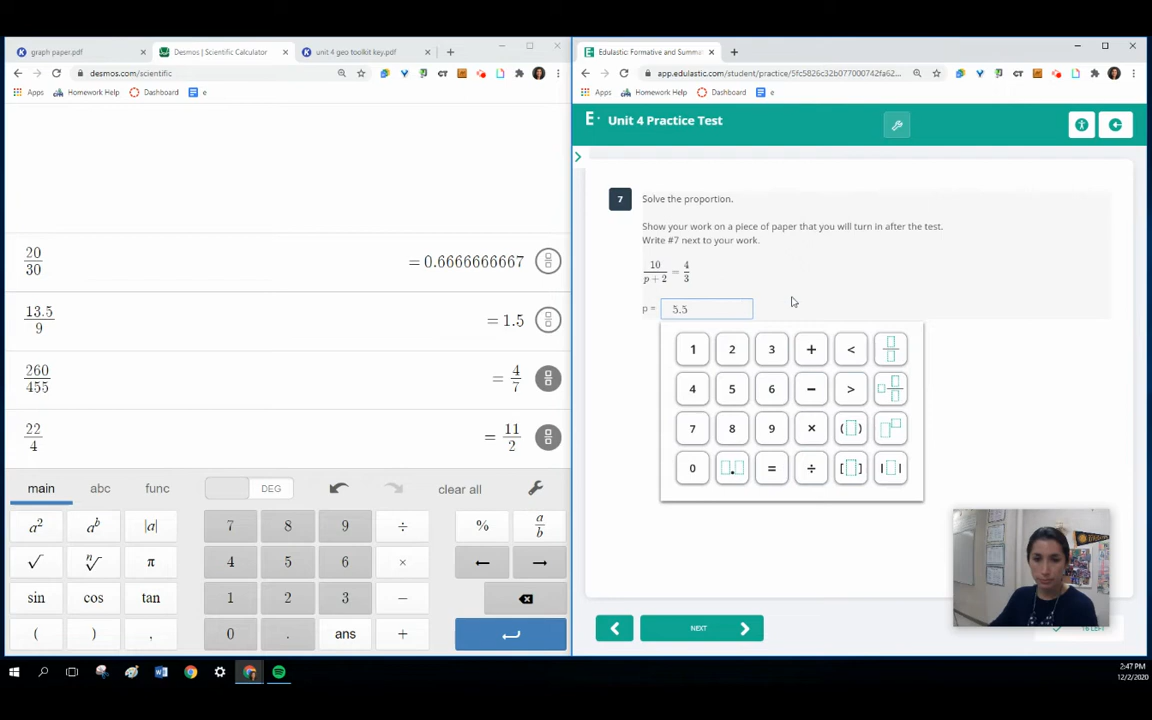 graph paper.pdf
Desmos | Scientific Calculator
unit 4 geo toolkit key.pdf
desmos.com/scientific
Apps Homework Help Dashboard e
20/30 = 0.6666666667
13.5/9 = 1.5
260/455 = 4/7
22/4 = 11/2
main abc func DEG clear all
a² aᵇ |a| 7 8 9 ÷ % a/b
√ ⁿ√ π 4 5 6 × ← →
sin cos tan 1 2 3 −
( ) , 0 . ans +
Edulastic: Formative and Summa
app.edulastic.com/student/practice/5fc5826c32b077000742fa62...
Apps Homework Help Dashboard e
E Unit 4 Practice Test
7 Solve the proportion.
Show your work on a piece of paper that you will turn in after the test.
Write #7 next to your work.
10/(p + 2) = 4/3
p = 5.5
1 2 3 + <
4 5 6 − >
7 8 9 × ( )
0 . = ÷ [ ] | |
NEXT
2:47 PM
12/2/2020